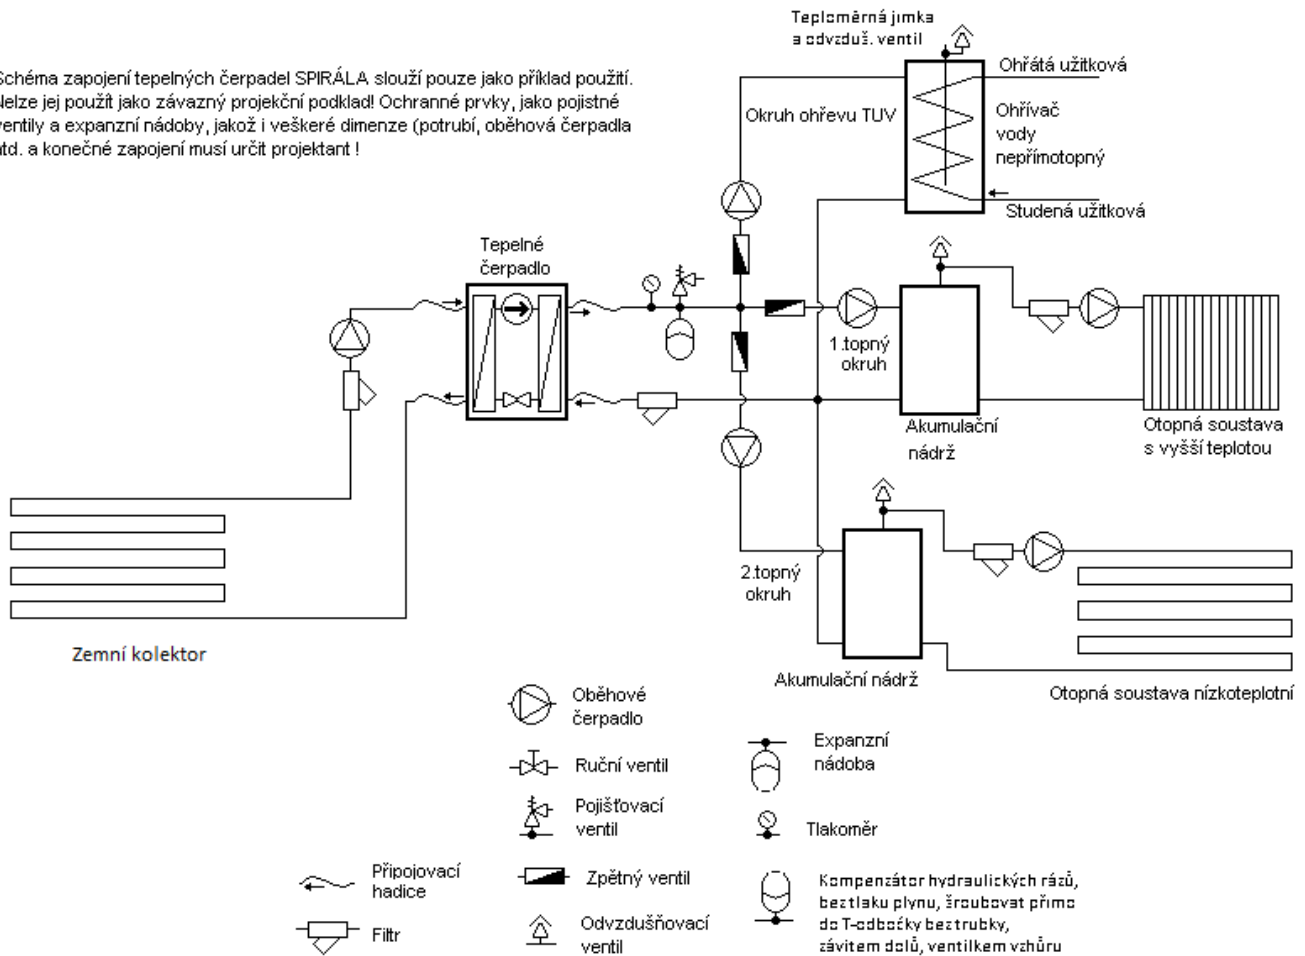 Teploměrná jímka
a odvzduš. ventil
Schéma zapojení tepelných čerpadel SPIRÁLA slouží pouze jako příklad použití.
Nelze jej použít jako závazný projekční podklad! Ochranné prvky, jako pojistné
ventily a expanzní nádoby, jakož i veškeré dimenze (potrubí, oběhová čerpadla
atd. a konečné zapojení musí určit projektant !
Ohřátá užitková
Okruh ohřevu TUV
Ohřívač
vody
nepřímotopný
Studená užitková
Tepelné
čerpadlo
1.topný
okruh
Akumulační
nádrž
Otopná soustava
s vyšší teplotou
2.topný
okruh
Zemní kolektor
Akumulační nádrž
Otopná soustava nízkoteplotní
Oběhové
čerpadlo
Ruční ventil
Pojišťovací
ventil
Připojovací
hadice
Zpětný ventil
Filtr
Odvzdušňovací
ventil
Expanzní
nádoba
Tlakoměr
Kompenzátor hydraulických rázů,
bez tlaku plynu, šroubovat přímo
do T-odbočky bez trubky,
závitem dolů, ventilkem vzhůru